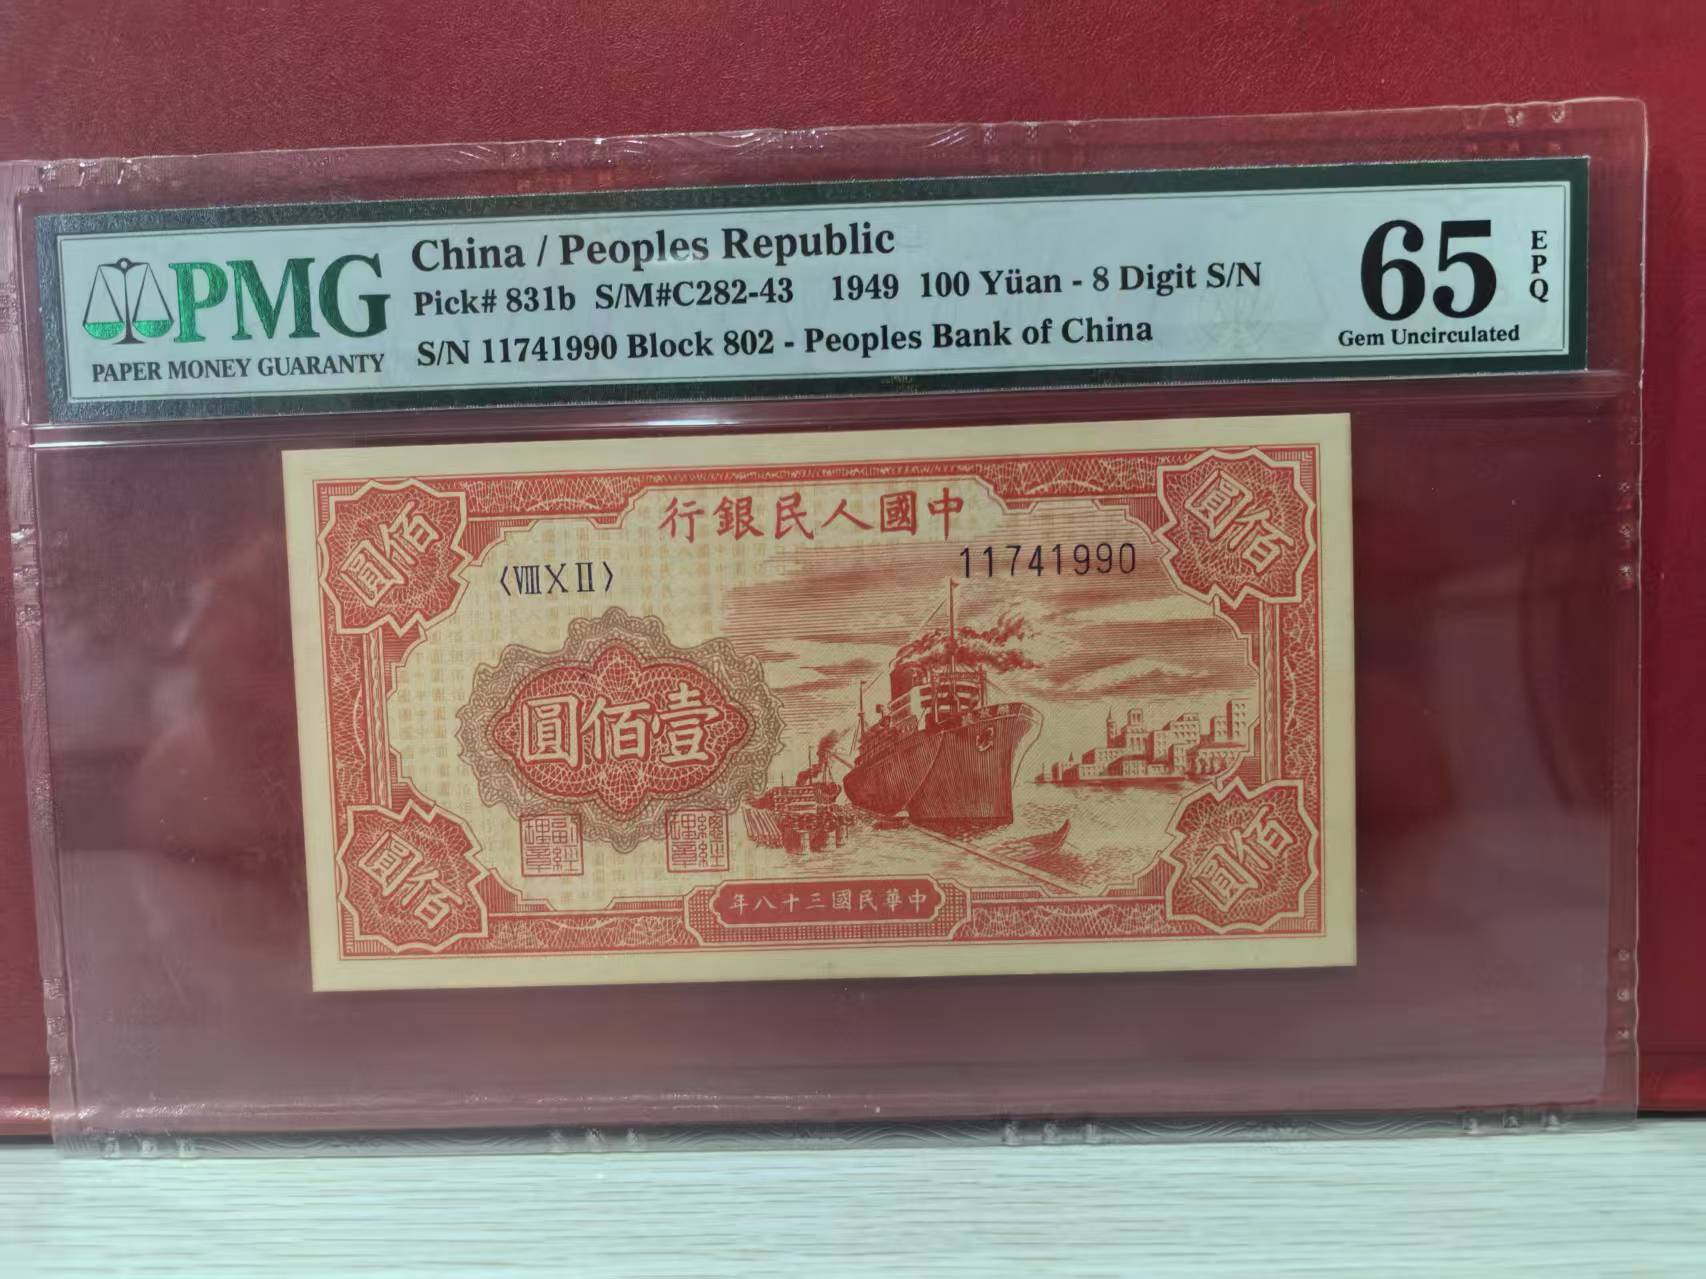 PMG
PAPER MONEY GUARANTY
China / Peoples Republic
Pick# 831b S/M#C282-43 1949 100 Yüan - 8 Digit S/N
S/N 11741990 Block 802 - Peoples Bank of China
65
EPQ
Gem Uncirculated
行銀民人國中
〈ⅧⅩⅡ〉
11741990
圓佰
圓佰
圓佰壹
圓佰
圓佰
年八十三國民華中